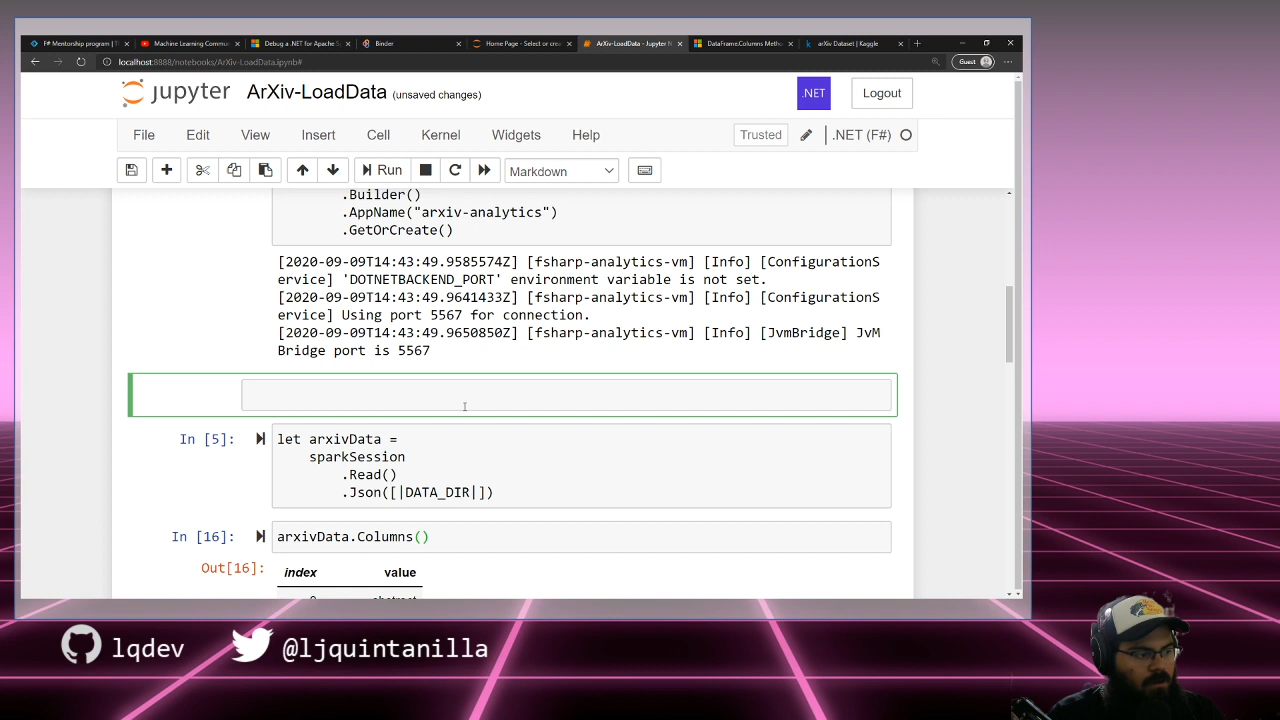 F# Mentorship program | T
Machine Learning Commu
Debug a .NET for Apache S
Binder
Home Page - Select or crea
ArXiv-LoadData - Jupyter N
DataFrame.Columns Metho
arXiv Dataset | Kaggle
localhost:8888/notebooks/ArXiv-LoadData.ipynb#
Guest
jupyter ArXiv-LoadData (unsaved changes)
.NET
Logout
File Edit View Insert Cell Kernel Widgets Help
Trusted
.NET (F#)
Run
Markdown
.Builder()
.AppName("arxiv-analytics")
.GetOrCreate()
[2020-09-09T14:43:49.9585574Z] [fsharp-analytics-vm] [Info] [ConfigurationS
ervice] 'DOTNETBACKEND_PORT' environment variable is not set.
[2020-09-09T14:43:49.9641433Z] [fsharp-analytics-vm] [Info] [ConfigurationS
ervice] Using port 5567 for connection.
[2020-09-09T14:43:49.9650850Z] [fsharp-analytics-vm] [Info] [JvmBridge] JvM
Bridge port is 5567
In [5]:
let arxivData =
sparkSession
.Read()
.Json([|DATA_DIR|])
In [16]:
arxivData.Columns()
Out[16]:
index value
lqdev
@ljquintanilla